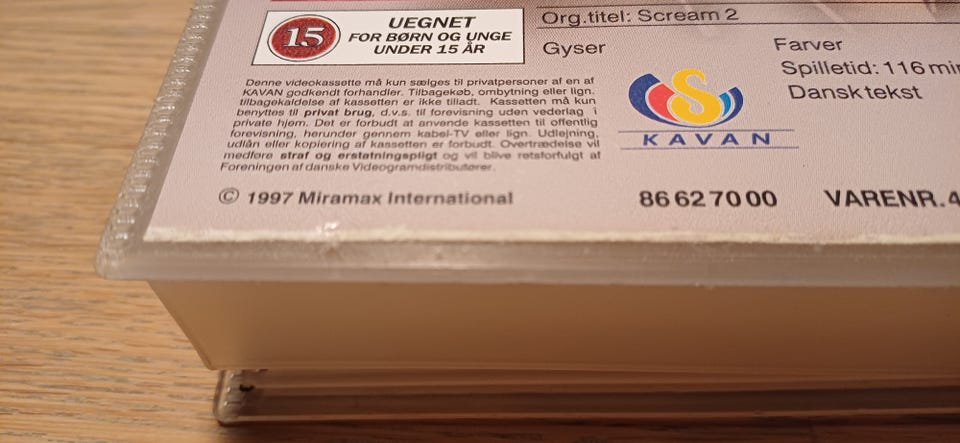 15
UEGNET
FOR BØRN OG UNGE
UNDER 15 ÅR
Org.titel: Scream 2
Gyser
Farver
Spilletid: 116 min
Dansk tekst
Denne videokassette må kun sælges til privatpersoner af en af
KAVAN godkendt forhandler. Tilbagekøb, ombytning eller lign.
tilbagekaldelse af kassetten er ikke tilladt. Kassetten må kun
benyttes til privat brug, d.v.s. til forevisning uden vederlag i
private hjem. Det er forbudt at anvende kassetten til offentlig
forevisning, herunder gennem kabel-TV eller lign. Udlejning,
udlån eller kopiering af kassetten er forbudt. Overtrædelse vil
medføre straf og erstatningspligt og vil blive retsforfulgt af
Foreningen af danske Videogramdistributører.
S
KAVAN
© 1997 Miramax International
86 62 70 00
VARENR. 4